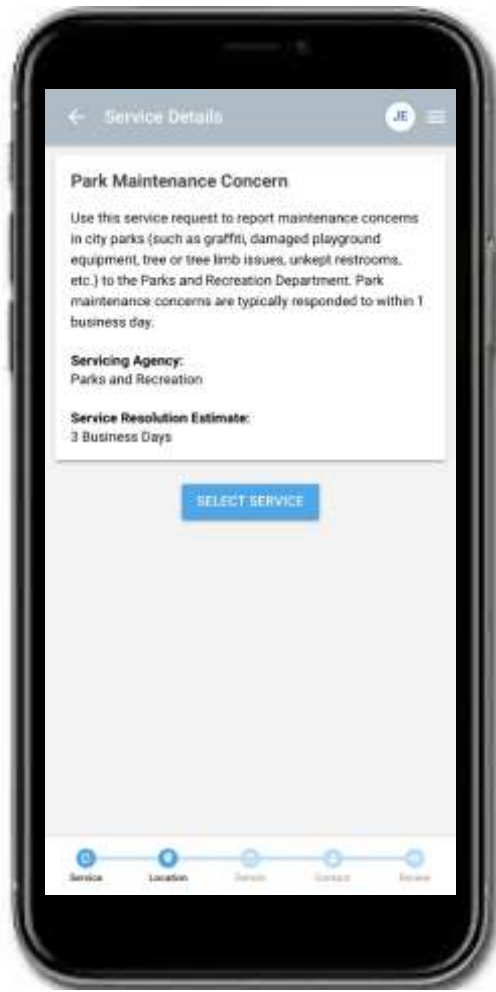 Service Details
JE
Park Maintenance Concern
Use this service request to report maintenance concerns
in city parks (such as graffiti, damaged playground
equipment, tree or tree limb issues, unkept restrooms,
etc.) to the Parks and Recreation Department. Park
maintenance concerns are typically responded to within 1
business day.
Servicing Agency:
Parks and Recreation
Service Resolution Estimate:
3 Business Days
SELECT SERVICE
Service Location Details Contact Review